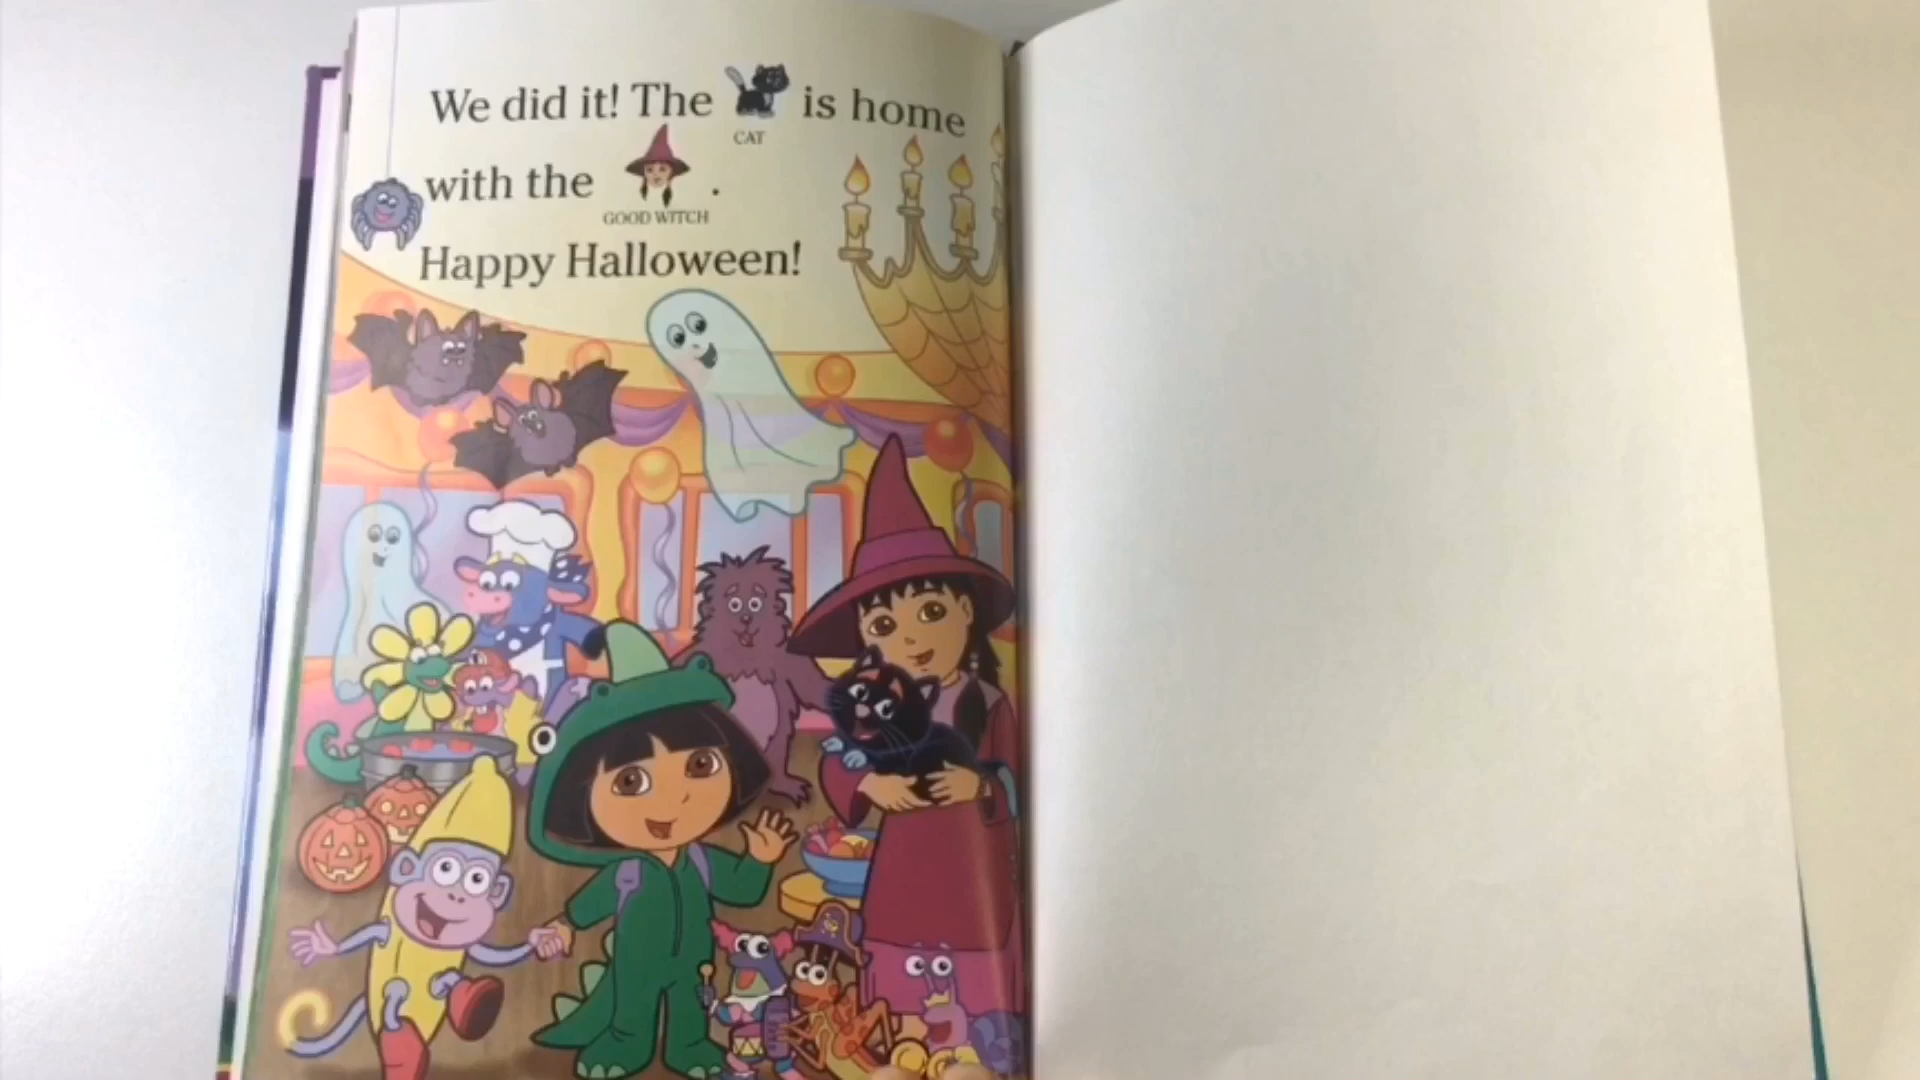 We did it! The is home
CAT
with the .
GOOD WITCH
Happy Halloween!